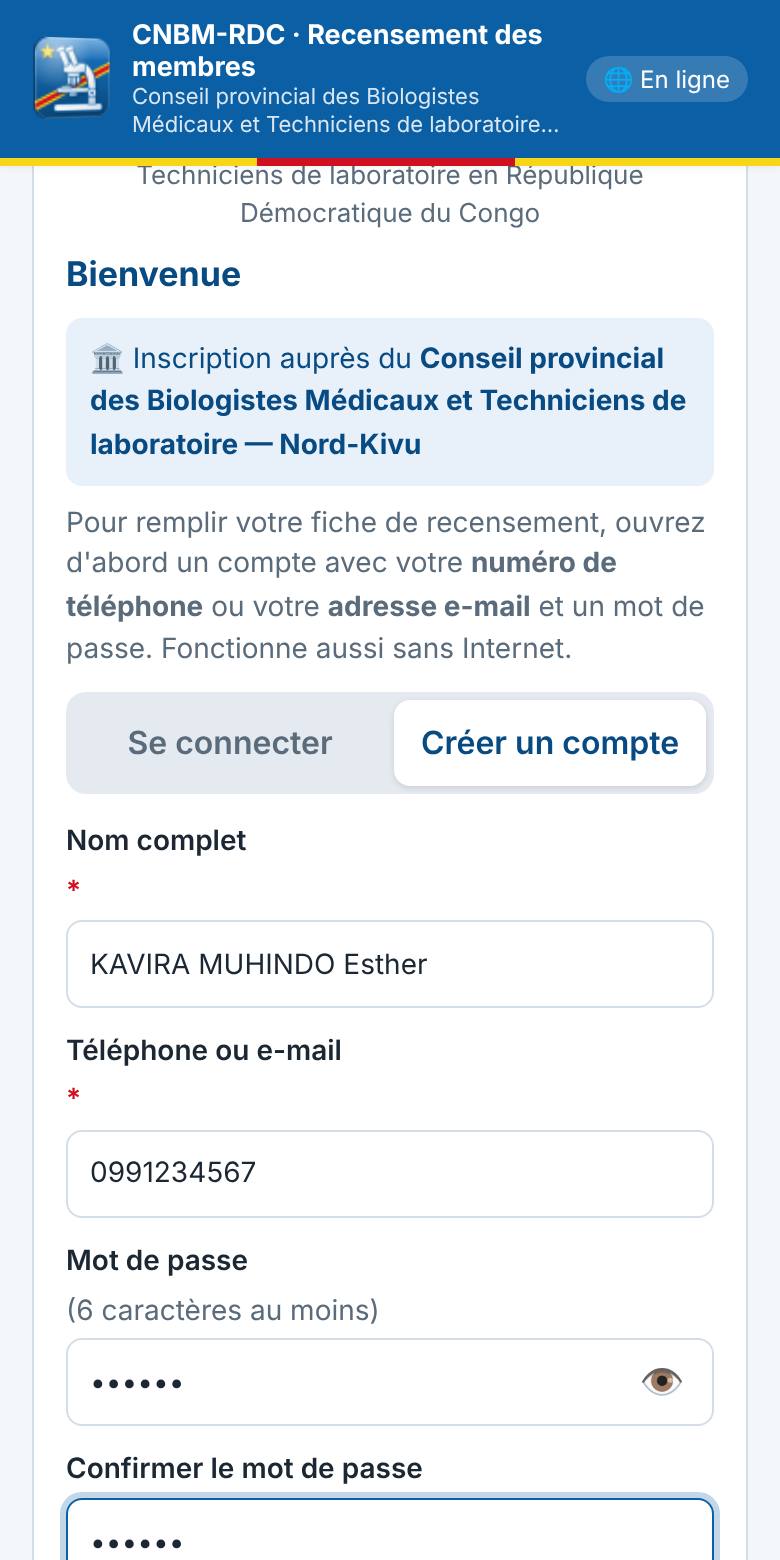 CNBM-RDC · Recensement des
membres
Conseil provincial des Biologistes
Médicaux et Techniciens de laboratoire...
🌐 En ligne
Techniciens de laboratoire en République
Démocratique du Congo
Bienvenue
🏛️ Inscription auprès du Conseil provincial
des Biologistes Médicaux et Techniciens de
laboratoire — Nord-Kivu
Pour remplir votre fiche de recensement, ouvrez
d'abord un compte avec votre numéro de
téléphone ou votre adresse e-mail et un mot de
passe. Fonctionne aussi sans Internet.
Se connecter
Créer un compte
Nom complet
*
KAVIRA MUHINDO Esther
Téléphone ou e-mail
*
0991234567
Mot de passe
(6 caractères au moins)
••••••
Confirmer le mot de passe
••••••